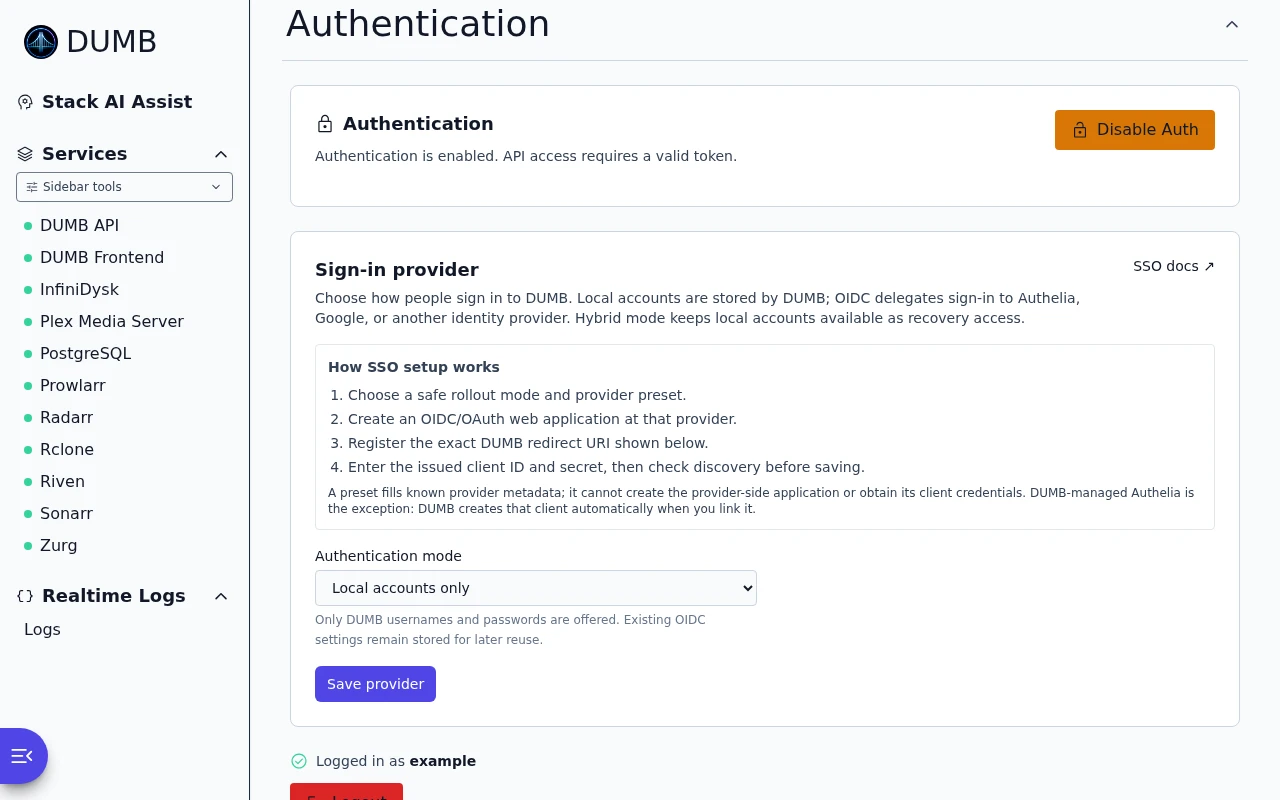 DUMB
Stack AI Assist
Services
Sidebar tools
DUMB API
DUMB Frontend
InfiniDysk
Plex Media Server
PostgreSQL
Prowlarr
Radarr
Rclone
Riven
Sonarr
Zurg
Realtime Logs
Logs
Authentication
Authentication
Authentication is enabled. API access requires a valid token.
Disable Auth
Sign-in provider
SSO docs ↗
Choose how people sign in to DUMB. Local accounts are stored by DUMB; OIDC delegates sign-in to Authelia,
Google, or another identity provider. Hybrid mode keeps local accounts available as recovery access.
How SSO setup works
1. Choose a safe rollout mode and provider preset.
2. Create an OIDC/OAuth web application at that provider.
3. Register the exact DUMB redirect URI shown below.
4. Enter the issued client ID and secret, then check discovery before saving.
A preset fills known provider metadata; it cannot create the provider-side application or obtain its client credentials. DUMB-managed Authelia is
the exception: DUMB creates that client automatically when you link it.
Authentication mode
Local accounts only
Only DUMB usernames and passwords are offered. Existing OIDC
settings remain stored for later reuse.
Save provider
Logged in as example
Logout